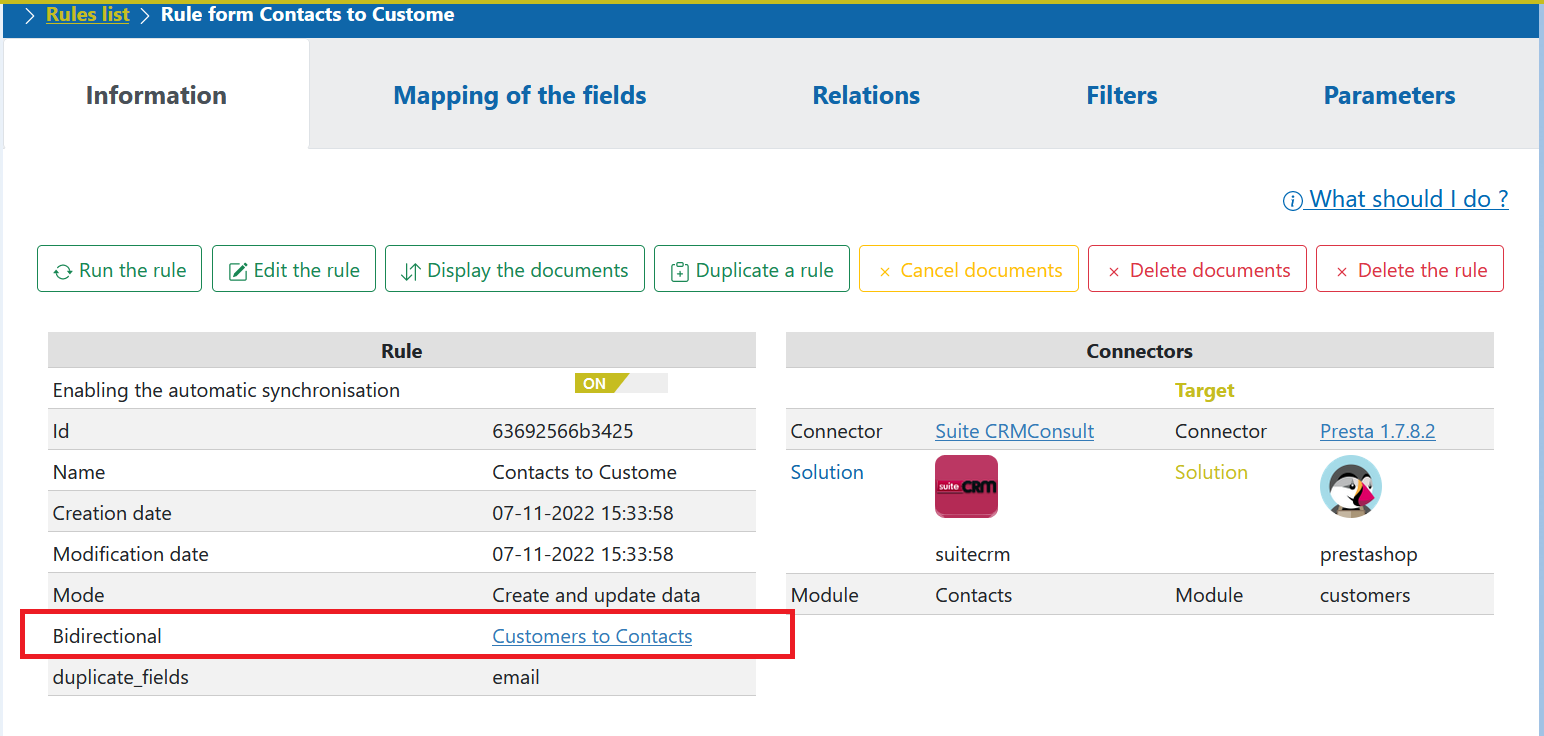 Rules list > Rule form Contacts to Custome
Information Mapping of the fields Relations Filters Parameters
What should I do ?
Run the rule Edit the rule Display the documents Duplicate a rule × Cancel documents × Delete documents × Delete the rule
Rule
Enabling the automatic synchronisation ON
Id 63692566b3425
Name Contacts to Custome
Creation date 07-11-2022 15:33:58
Modification date 07-11-2022 15:33:58
Mode Create and update data
Bidirectional Customers to Contacts
duplicate_fields email
Connectors
Target
Connector Suite CRMConsult Connector Presta 1.7.8.2
Solution Solution
suite CRM
suitecrm prestashop
Module Contacts Module customers